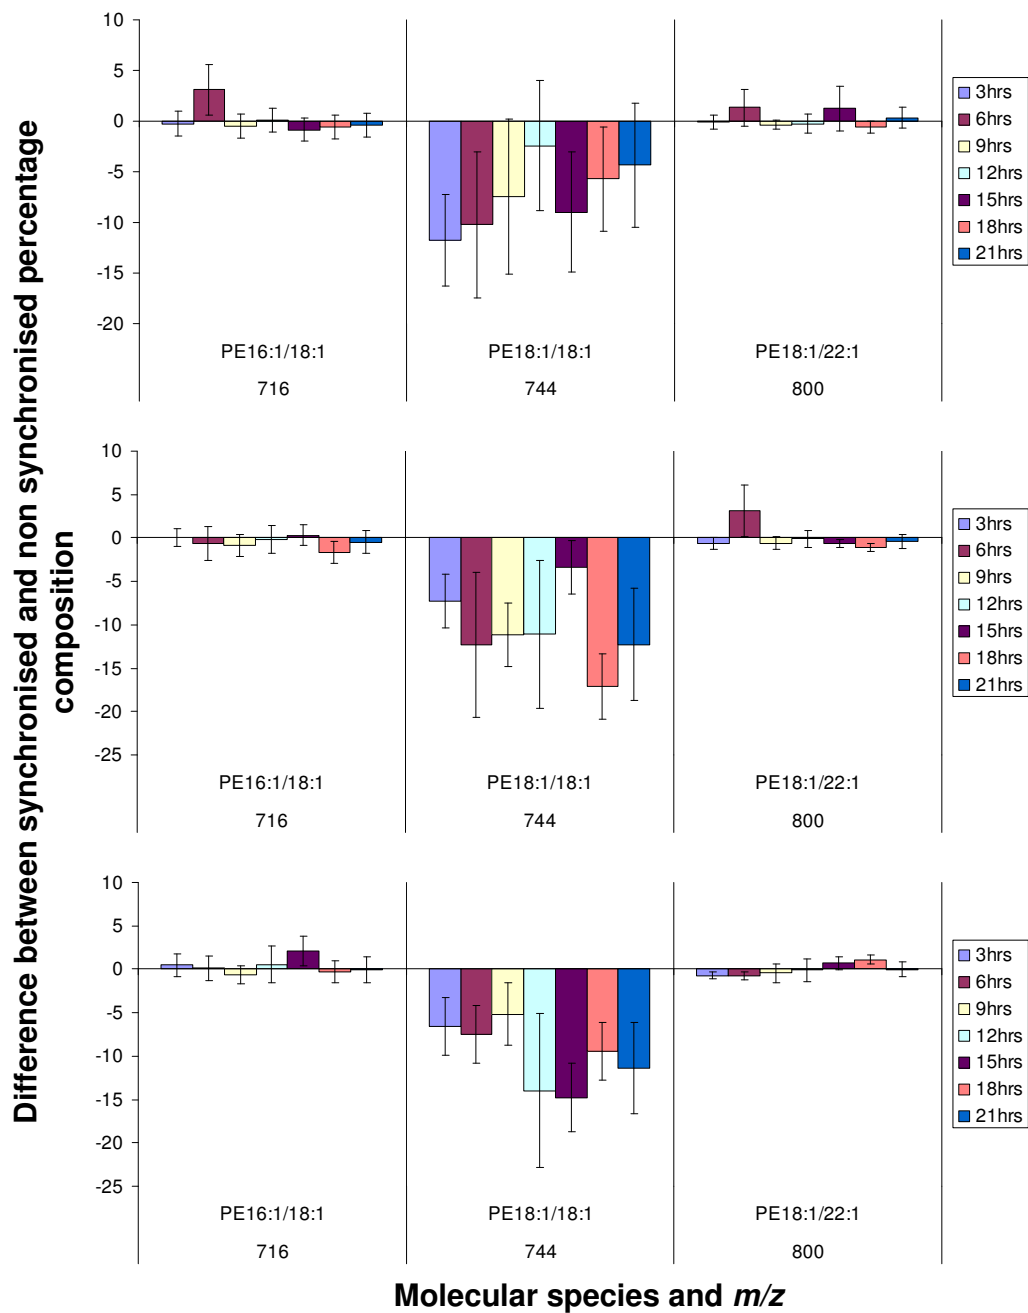 Difference between synchronised and non synchronised percentage
composition
10
5
0
-5
-10
-15
-20
PE16:1/18:1
PE18:1/18:1
PE18:1/22:1
716
744
800
3hrs
6hrs
9hrs
12hrs
15hrs
18hrs
21hrs
10
5
0
-5
-10
-15
-20
-25
PE16:1/18:1
PE18:1/18:1
PE18:1/22:1
716
744
800
3hrs
6hrs
9hrs
12hrs
15hrs
18hrs
21hrs
10
5
0
-5
-10
-15
-20
-25
PE16:1/18:1
PE18:1/18:1
PE18:1/22:1
716
744
800
3hrs
6hrs
9hrs
12hrs
15hrs
18hrs
21hrs
Molecular species and m/z